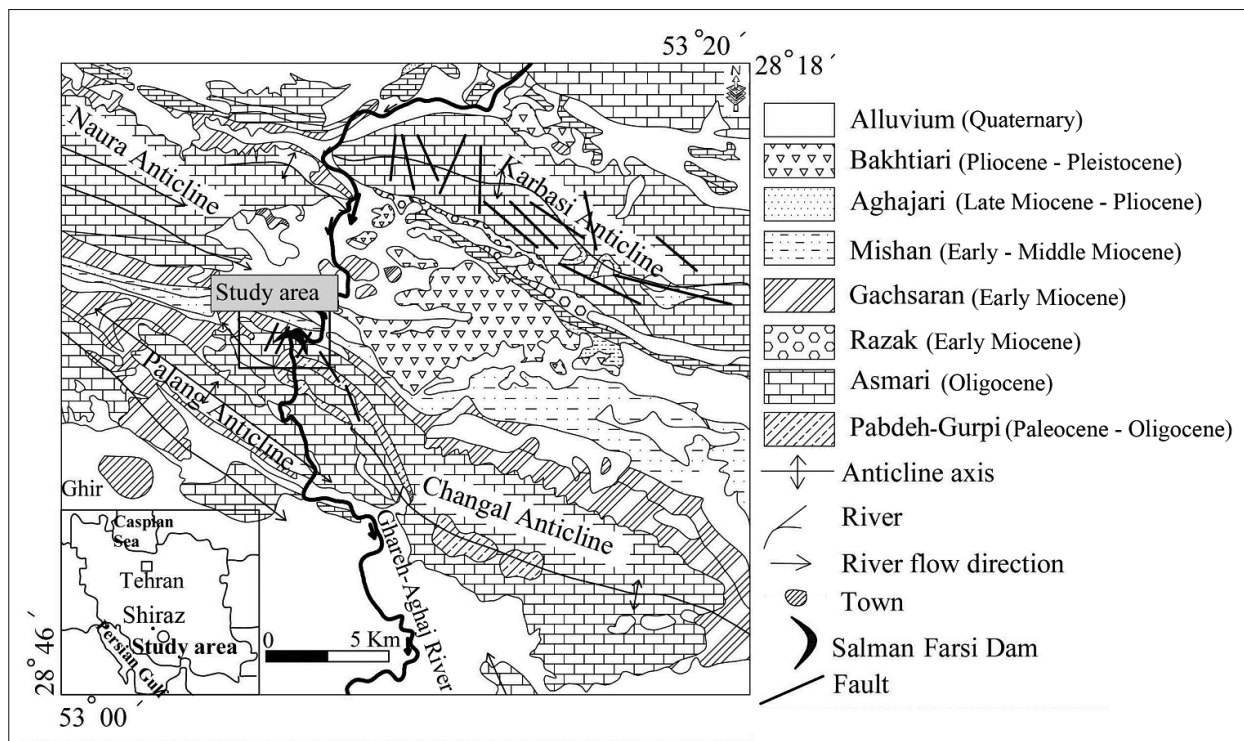 53° 20´
28° 18´
N
Naura Anticline
Karbasi Anticline
Study area
Palang Anticline
Ghir
Changal Anticline
Ghareh-Aghaj River
Caspian
Sea
Tehran
Shiraz
Study area
Persian Gulf
0 5 Km
28° 46´
53° 00´
Alluvium (Quaternary)
Bakhtiari (Pliocene - Pleistocene)
Aghajari (Late Miocene - Pliocene)
Mishan (Early - Middle Miocene)
Gachsaran (Early Miocene)
Razak (Early Miocene)
Asmari (Oligocene)
Pabdeh-Gurpi (Paleocene - Oligocene)
Anticline axis
River
River flow direction
Town
Salman Farsi Dam
Fault